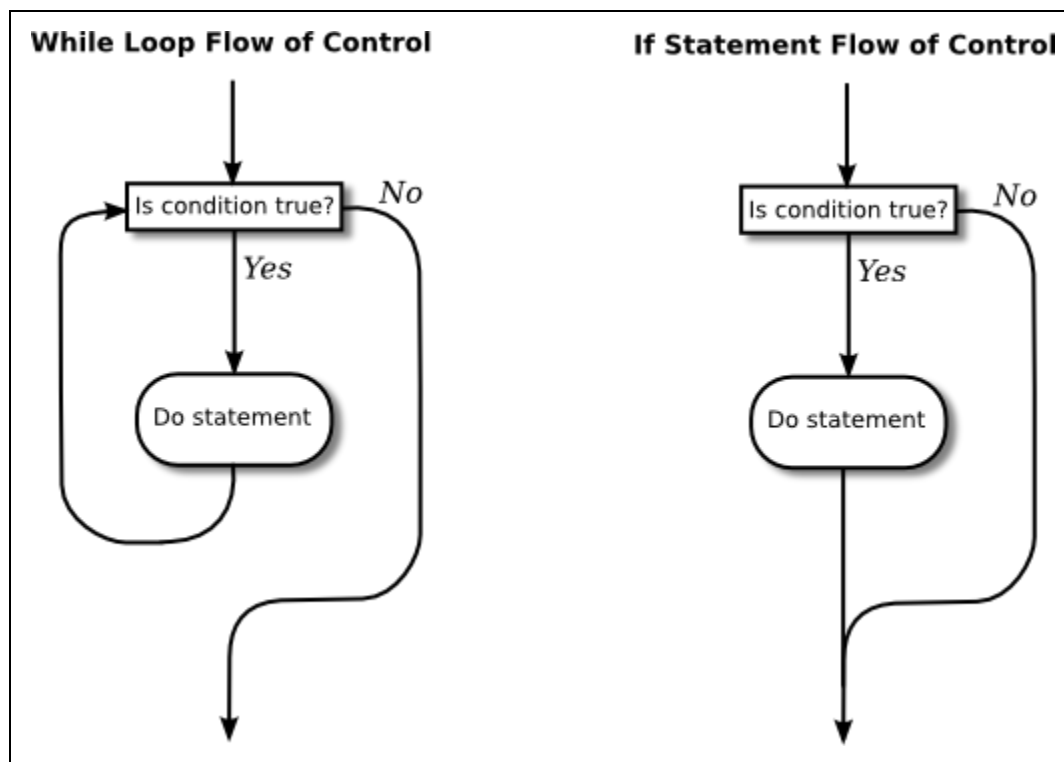 While Loop Flow of Control
Is condition true?
No
Yes
Do statement
If Statement Flow of Control
Is condition true?
No
Yes
Do statement